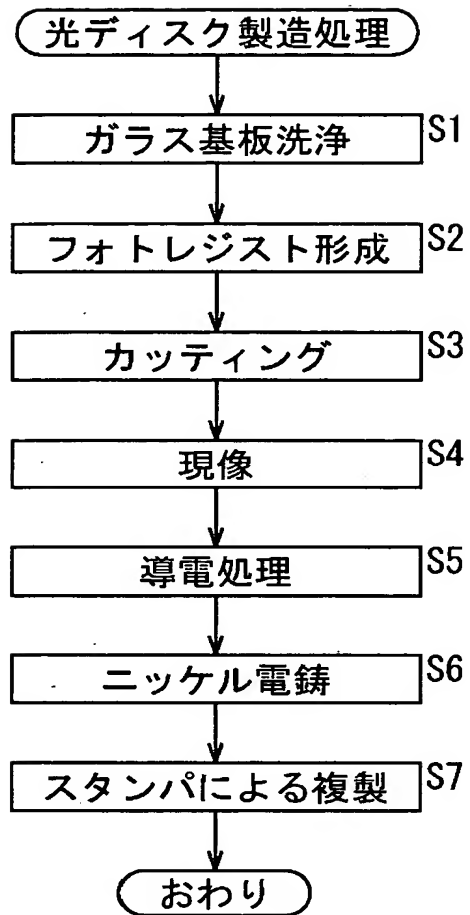 光ディスク製造処理
ガラス基板洗浄 S1
フォトレジスト形成 S2
カッティング S3
現像 S4
導電処理 S5
ニッケル電鋳 S6
スタンパによる複製 S7
おわり